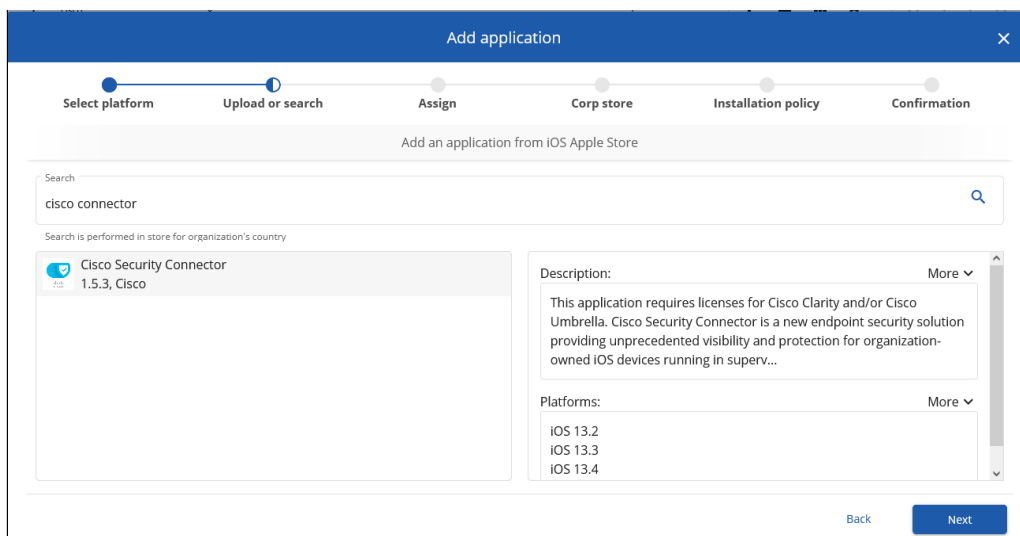 Add application
Select platform
Upload or search
Assign
Corp store
Installation policy
Confirmation
Add an application from iOS Apple Store
Search
cisco connector
Search is performed in store for organization's country
Cisco Security Connector
1.5.3, Cisco
Description:
More
This application requires licenses for Cisco Clarity and/or Cisco
Umbrella. Cisco Security Connector is a new endpoint security solution
providing unprecedented visibility and protection for organization-
owned iOS devices running in superv...
Platforms:
More
iOS 13.2
iOS 13.3
iOS 13.4
Back
Next